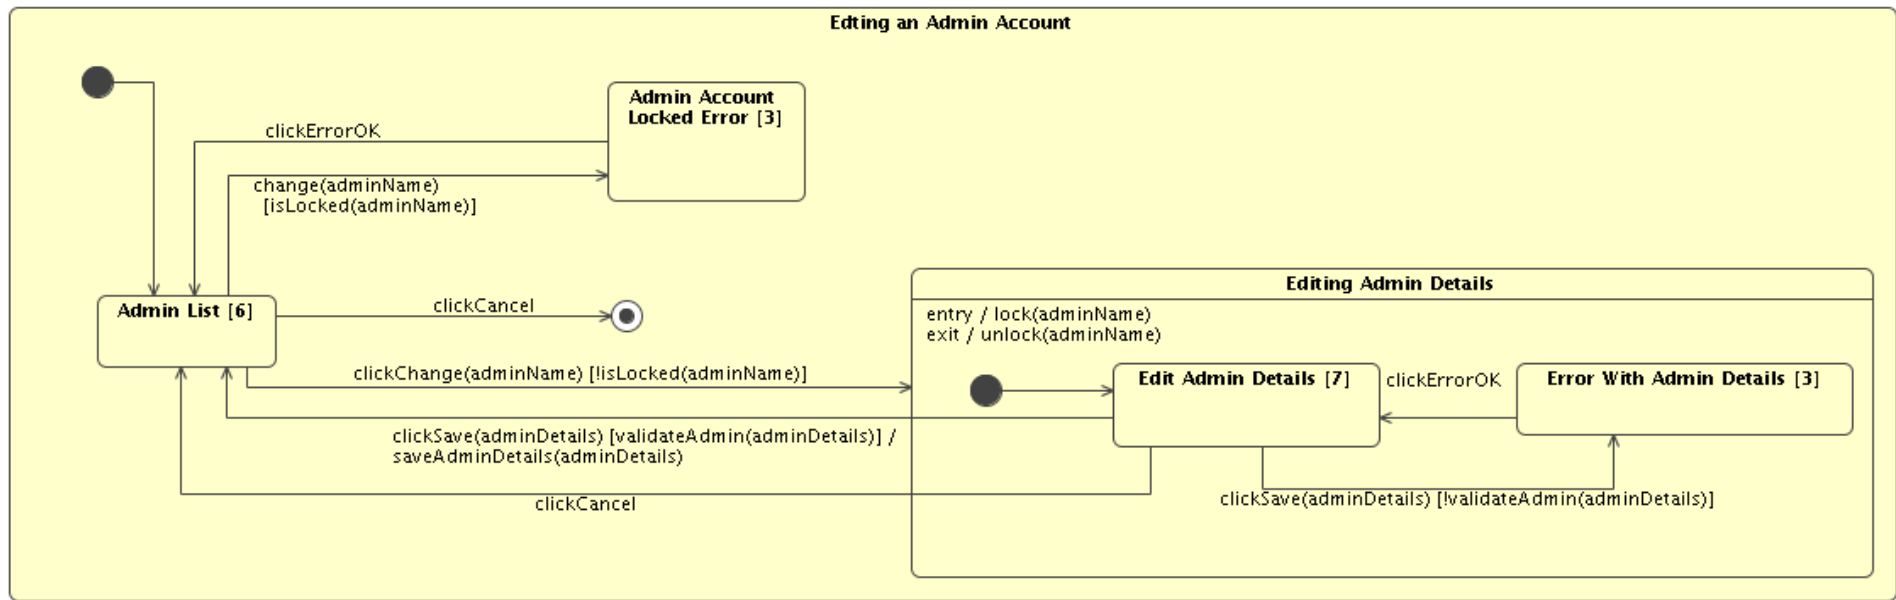 Edting an Admin Account
Admin Account
Locked Error [3]
clickErrorOK
change(adminName)
[isLocked(adminName)]
Admin List [6]
clickCancel
Editing Admin Details
entry / lock(adminName)
exit / unlock(adminName)
clickChange(adminName) [!isLocked(adminName)]
Edit Admin Details [7]
clickErrorOK
Error With Admin Details [3]
clickSave(adminDetails) [validateAdmin(adminDetails)] /
saveAdminDetails(adminDetails)
clickCancel
clickSave(adminDetails) [!validateAdmin(adminDetails)]